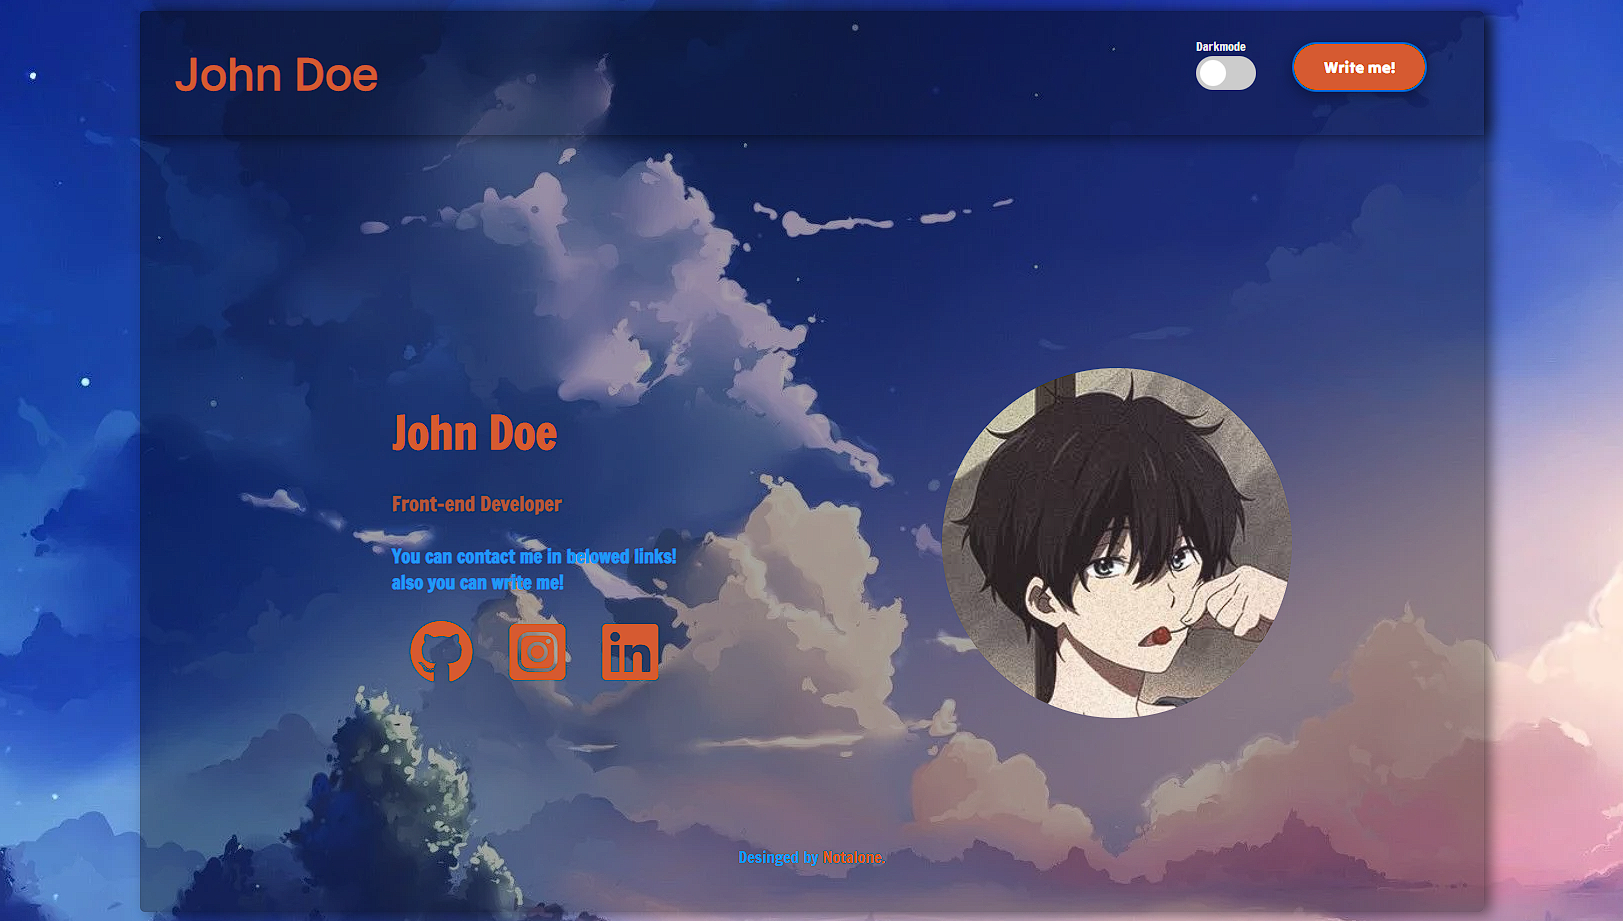 John Doe
Darkmode
Write me!
John Doe
Front-end Developer
You can contact me in belowed links!
also you can write me!
Desinged by Notalone.